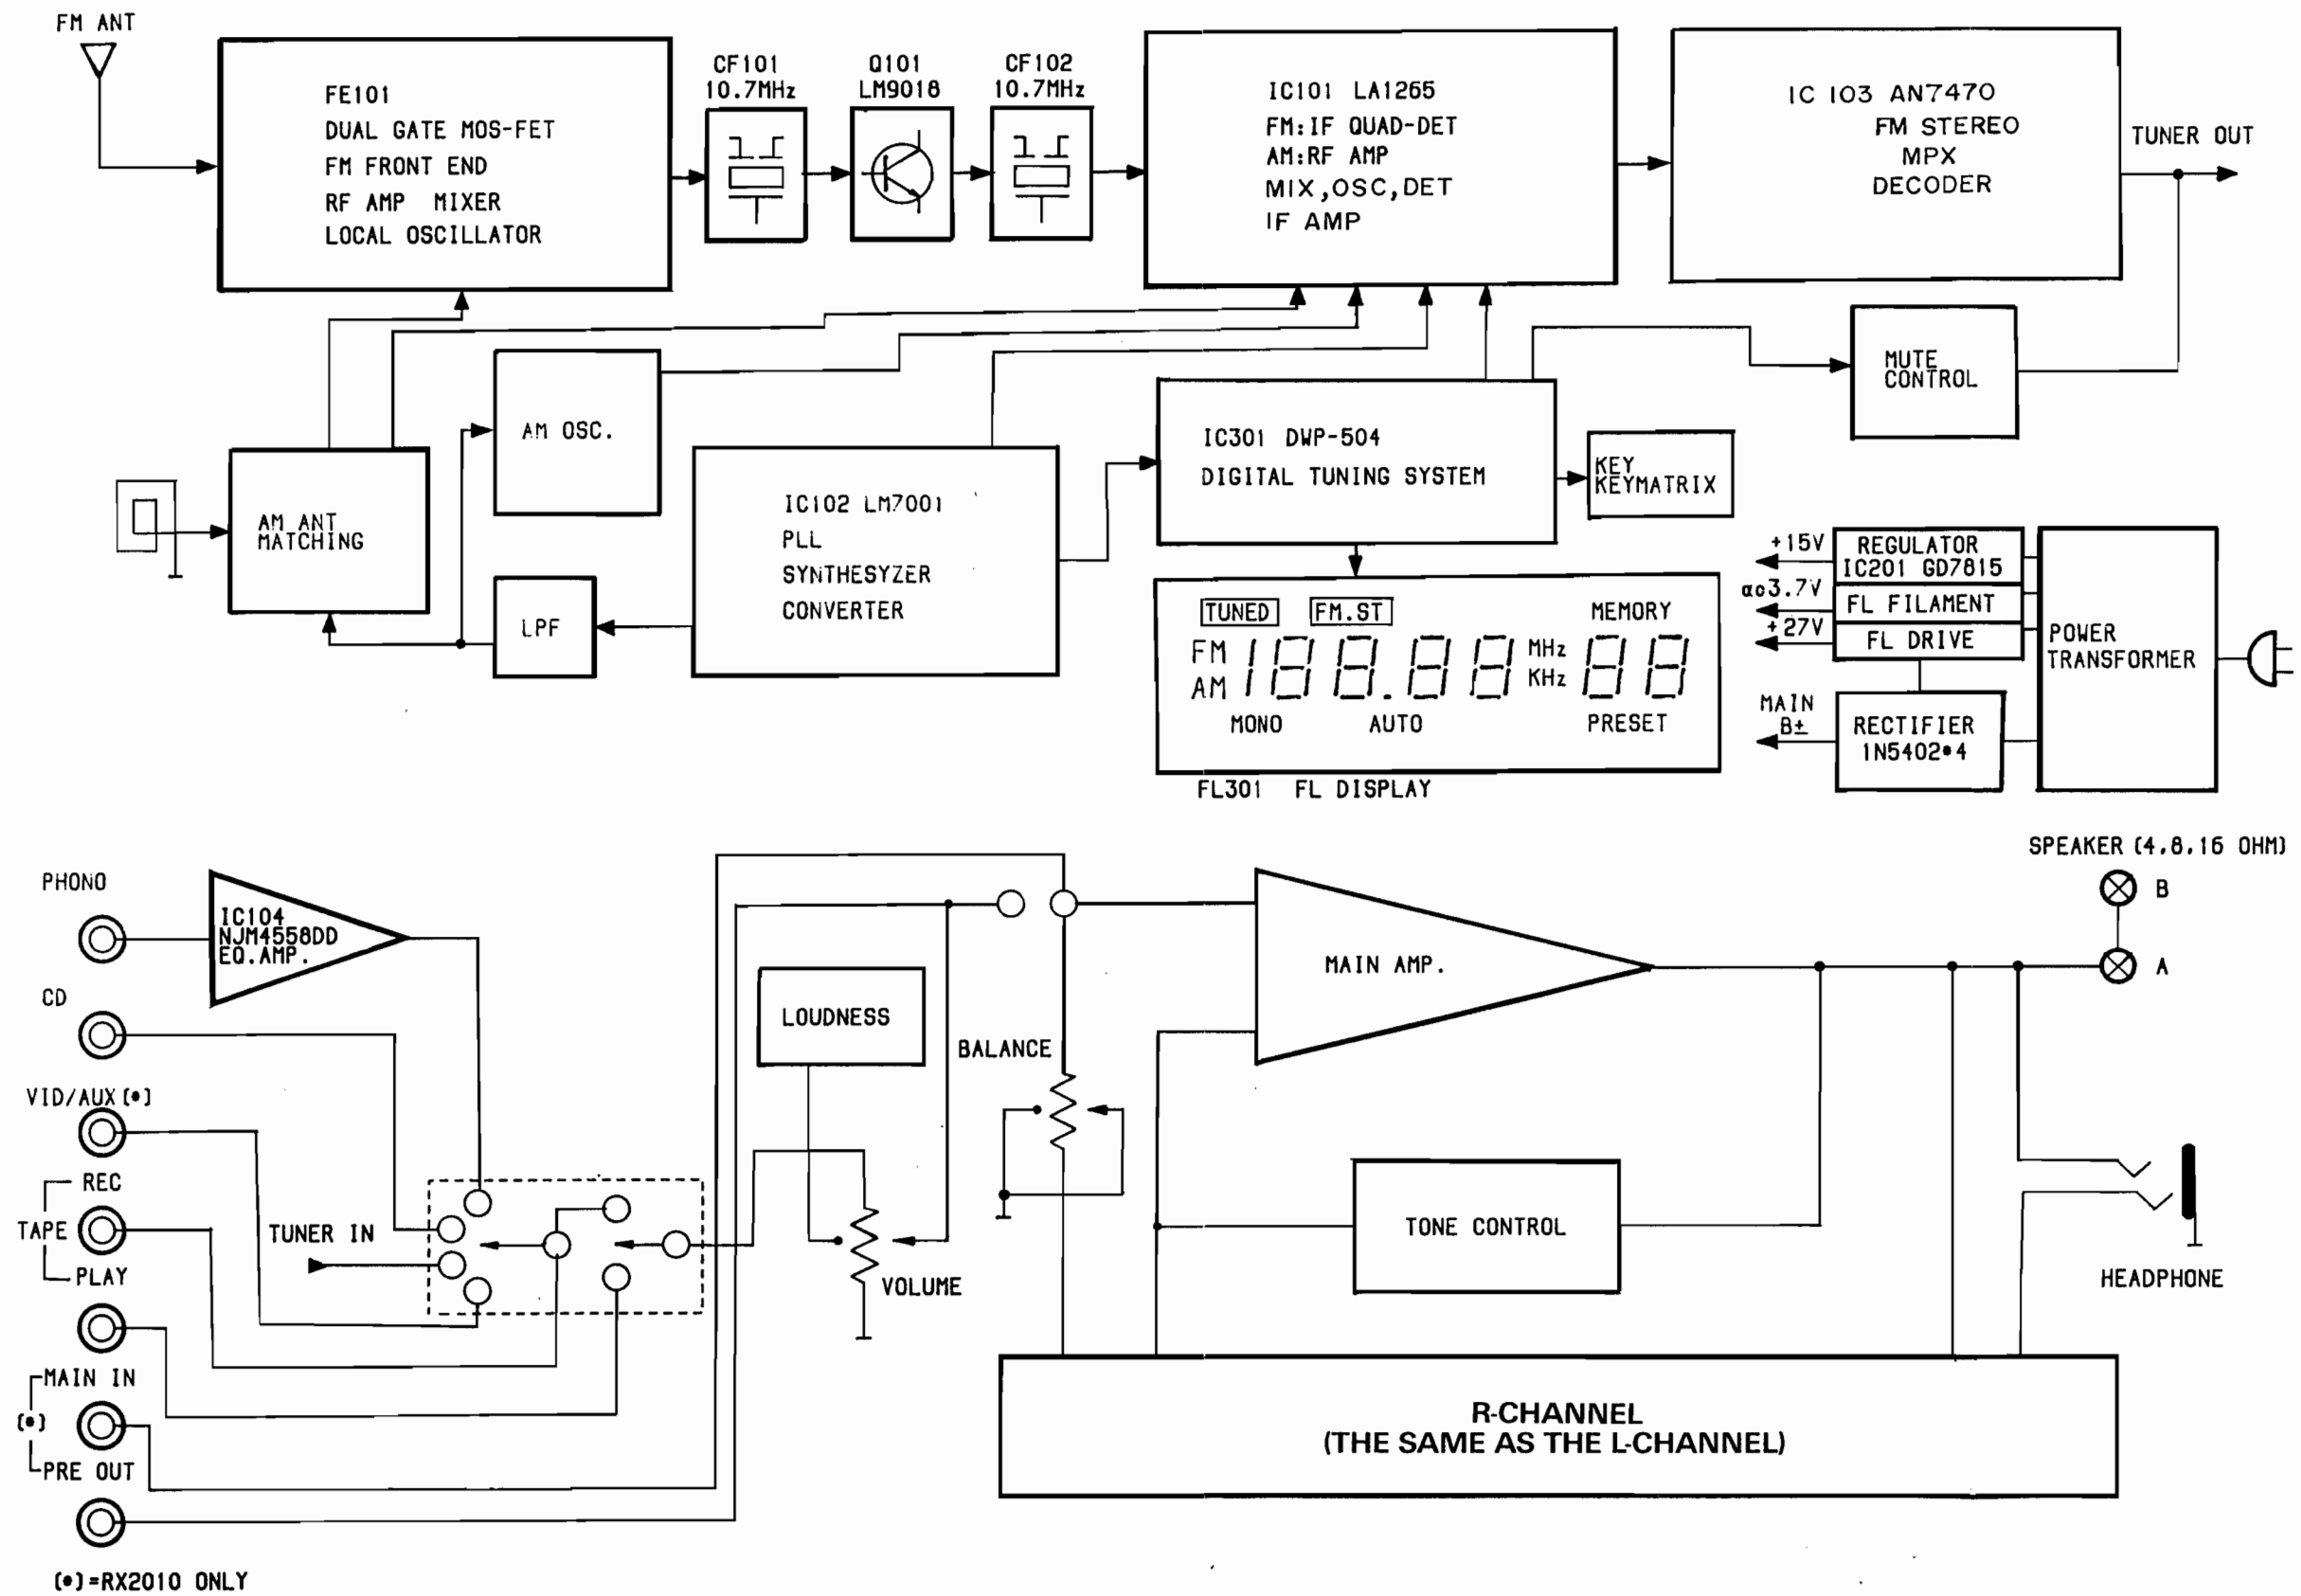 FM ANT
FE101
DUAL GATE MOS-FET
FM FRONT END
RF AMP MIXER
LOCAL OSCILLATOR
CF101
10.7MHz
Q101
LM9018
CF102
10.7MHz
IC101 LA1265
FM:IF QUAD-DET
AM:RF AMP
MIX,OSC,DET
IF AMP
IC 103 AN7470
FM STEREO
MPX
DECODER
TUNER OUT
MUTE
CONTROL
AM OSC.
AM ANT
MATCHING
LPF
IC102 LM7001
PLL
SYNTHESYZER
CONVERTER
IC301 DWP-504
DIGITAL TUNING SYSTEM
KEY
KEYMATRIX
TUNED
FM.ST
MEMORY
FM
AM
188.88
MHz
KHz
88
MONO
AUTO
PRESET
FL301 FL DISPLAY
+15V
REGULATOR
IC201 GD7815
αc3.7V
FL FILAMENT
+27V
FL DRIVE
POWER
TRANSFORMER
MAIN
B±
RECTIFIER
1N5402•4
PHONO
IC104
NJM4558DD
EQ.AMP.
CD
VID/AUX(•)
REC
TAPE
PLAY
TUNER IN
MAIN IN
(•)
PRE OUT
(•)=RX2010 ONLY
LOUDNESS
VOLUME
BALANCE
MAIN AMP.
TONE CONTROL
SPEAKER (4.8.16 OHM)
B
A
HEADPHONE
R-CHANNEL
(THE SAME AS THE L-CHANNEL)